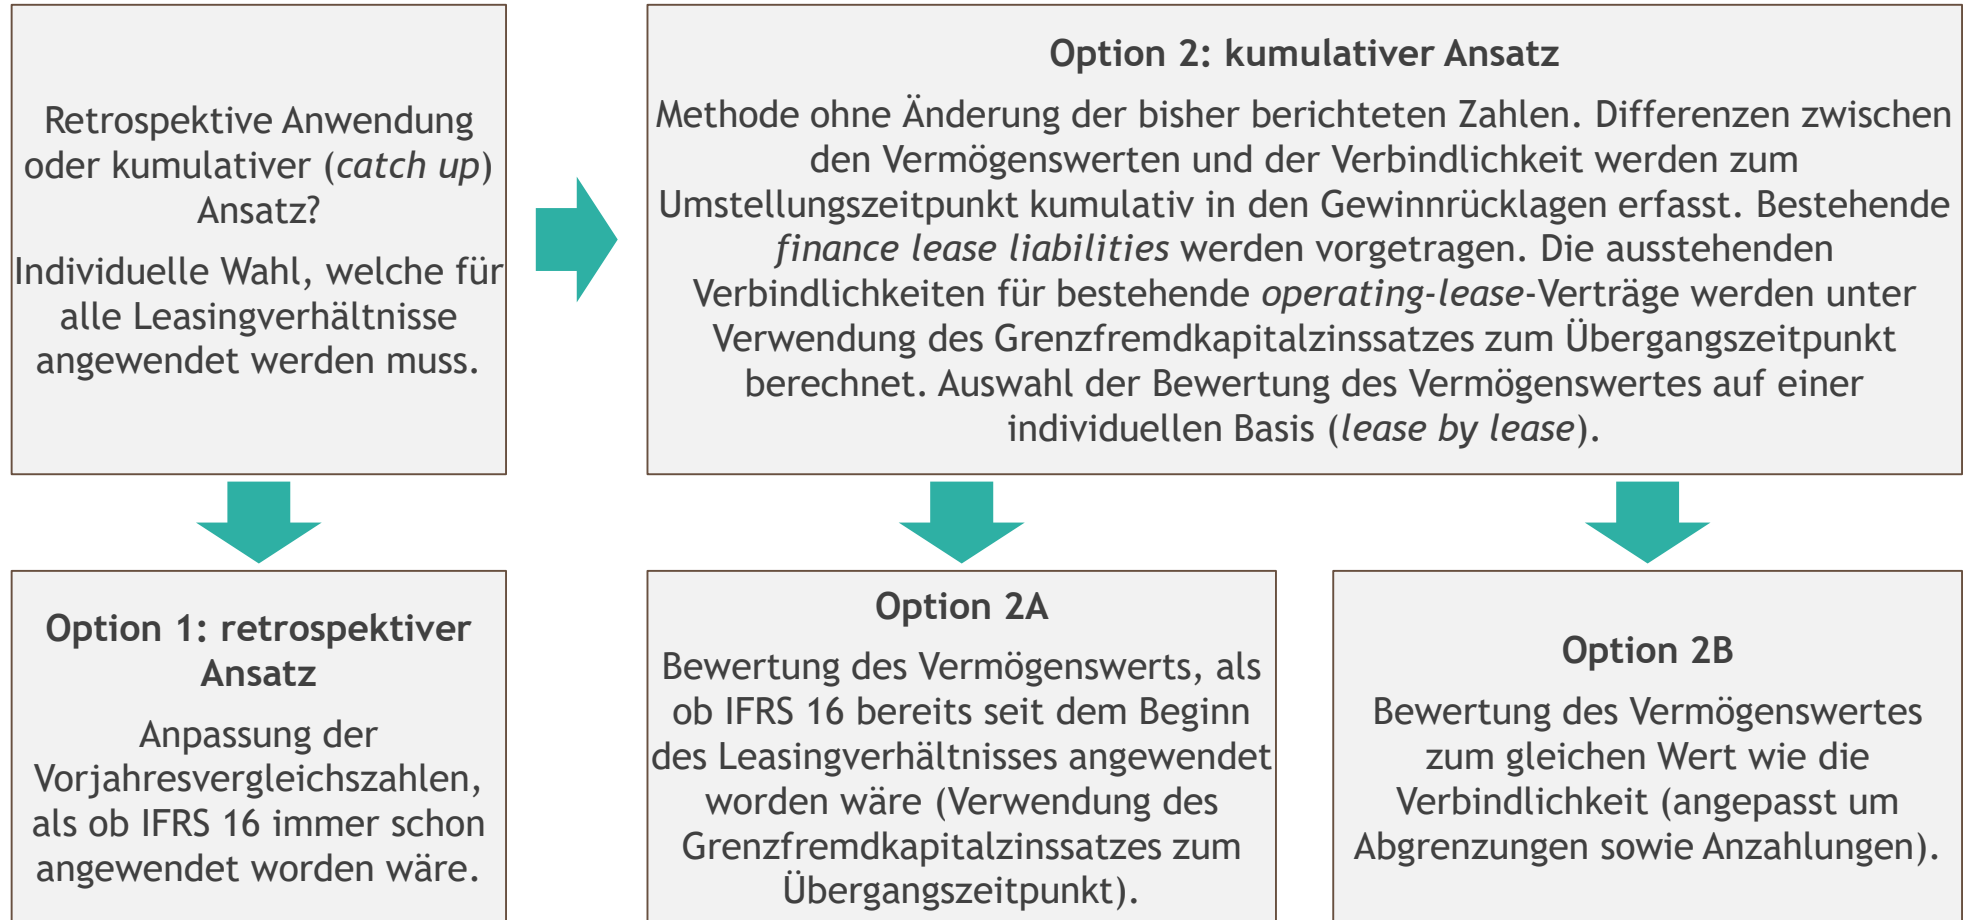 Retrospektive Anwendung
oder kumulativer (catch up)
Ansatz?
Individuelle Wahl, welche für
alle Leasingverhältnisse
angewendet werden muss.
Option 2: kumulativer Ansatz
Methode ohne Änderung der bisher berichteten Zahlen. Differenzen zwischen
den Vermögenswerten und der Verbindlichkeit werden zum
Umstellungszeitpunkt kumulativ in den Gewinnrücklagen erfasst. Bestehende
finance lease liabilities werden vorgetragen. Die ausstehenden
Verbindlichkeiten für bestehende operating-lease-Verträge werden unter
Verwendung des Grenzfremdkapitalzinssatzes zum Übergangszeitpunkt
berechnet. Auswahl der Bewertung des Vermögenswertes auf einer
individuellen Basis (lease by lease).
Option 1: retrospektiver
Ansatz
Anpassung der
Vorjahresvergleichszahlen,
als ob IFRS 16 immer schon
angewendet worden wäre.
Option 2A
Bewertung des Vermögenswerts, als
ob IFRS 16 bereits seit dem Beginn
des Leasingverhältnisses angewendet
worden wäre (Verwendung des
Grenzfremdkapitalzinssatzes zum
Übergangszeitpunkt).
Option 2B
Bewertung des Vermögenswertes
zum gleichen Wert wie die
Verbindlichkeit (angepasst um
Abgrenzungen sowie Anzahlungen).